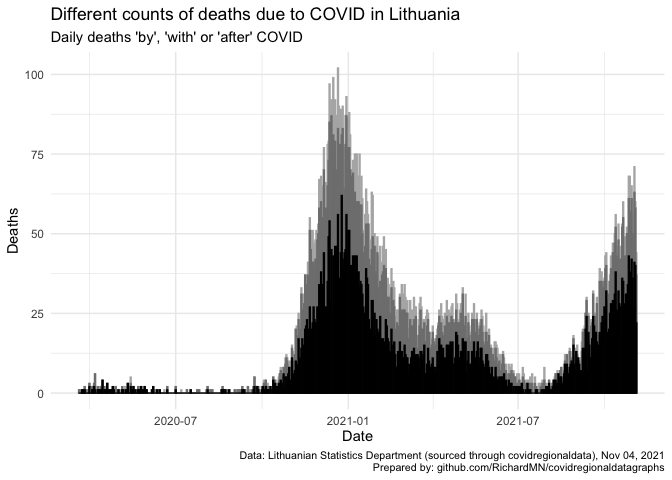 Different counts of deaths due to COVID in Lithuania
Daily deaths 'by', 'with' or 'after' COVID
100
75
50
25
0
Deaths
2020-07
2021-01
2021-07
Date
Data: Lithuanian Statistics Department (sourced through covidregionaldata), Nov 04, 2021
Prepared by: github.com/RichardMN/covidregionaldatagraphs